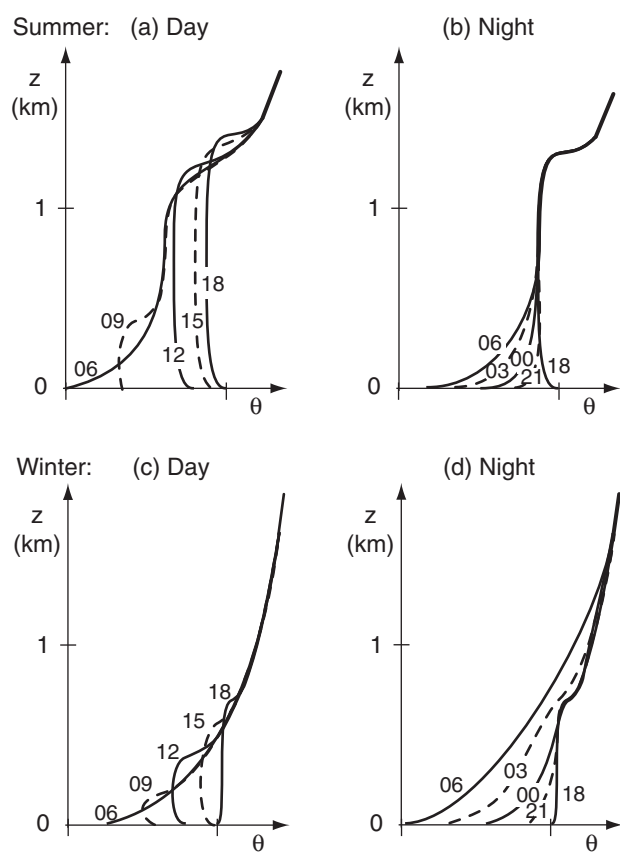 Summer: (a) Day
(b) Night
z
(km)
1
0
θ
06
09
12
15
18
z
(km)
1
0
θ
06
03
00
21
18
Winter: (c) Day
(d) Night
z
(km)
1
0
θ
06
09
12
15
18
z
(km)
1
0
θ
06
03
00
21
18